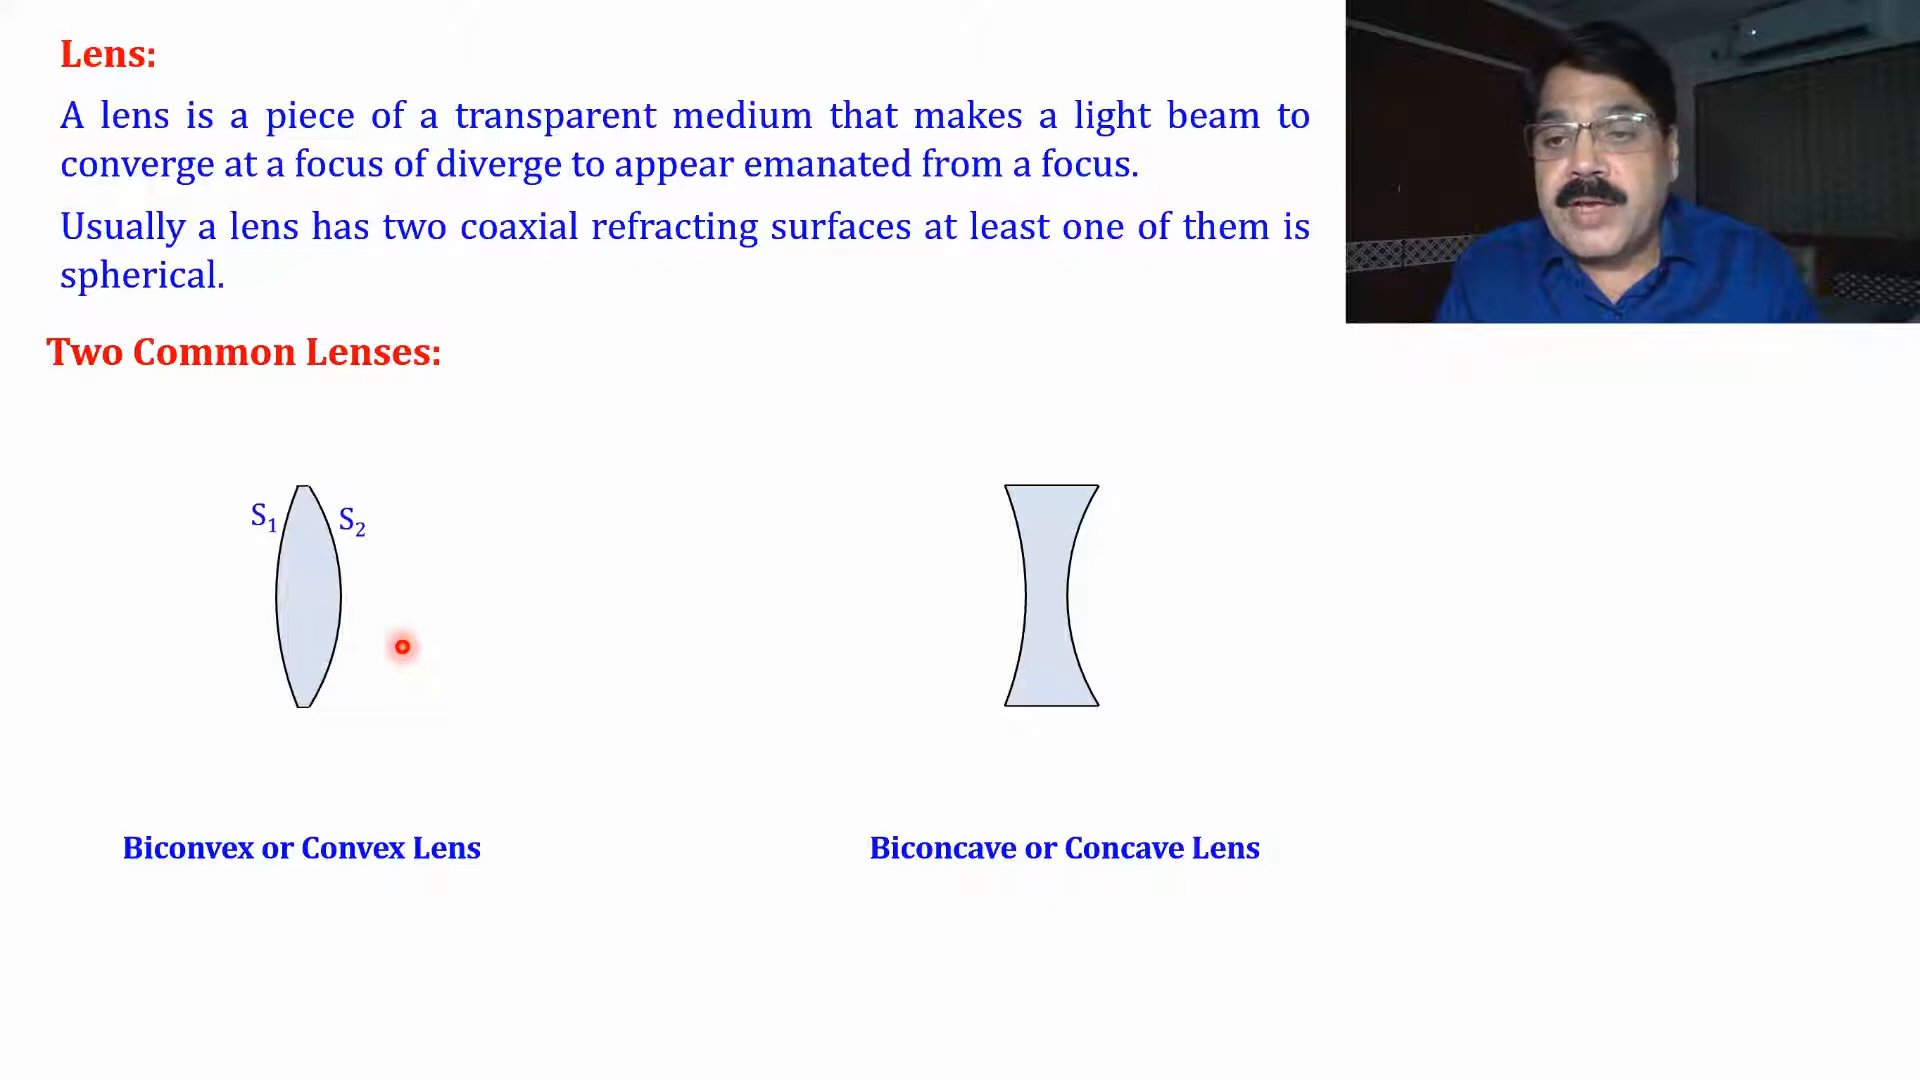 Lens:
A lens is a piece of a transparent medium that makes a light beam to
converge at a focus of diverge to appear emanated from a focus.
Usually a lens has two coaxial refracting surfaces at least one of them is
spherical.
Two Common Lenses:
S₁ S₂
Biconvex or Convex Lens
Biconcave or Concave Lens